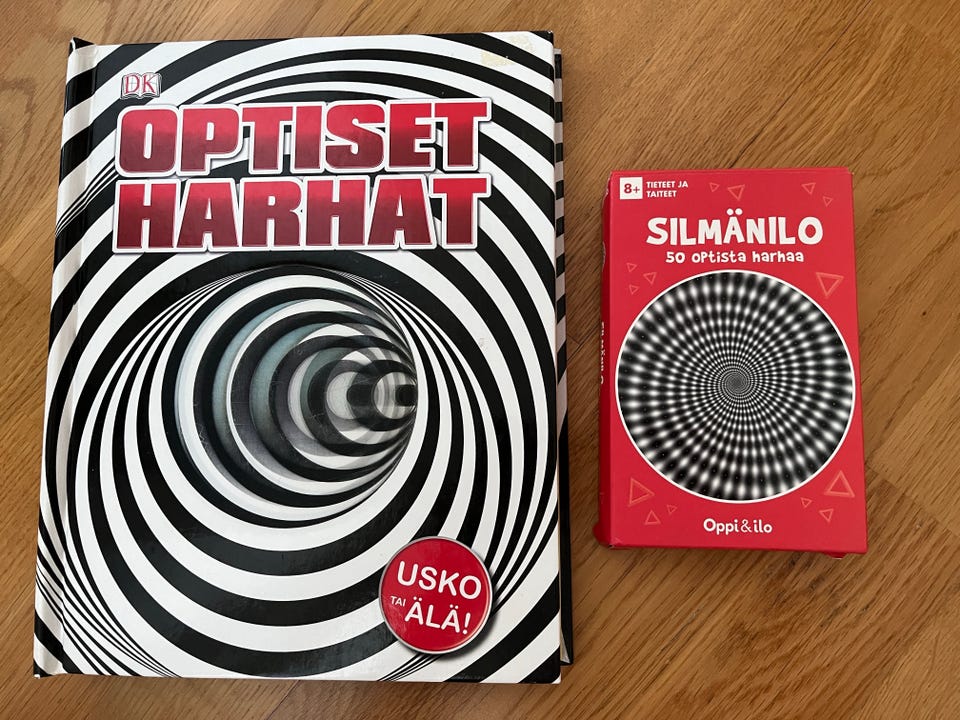 DK
OPTISET
HARHAT
USKO
TAI ÄLÄ!
8+ TIETEET JA
TAITEET
SILMÄNILO
50 optista harhaa
Oppi&ilo